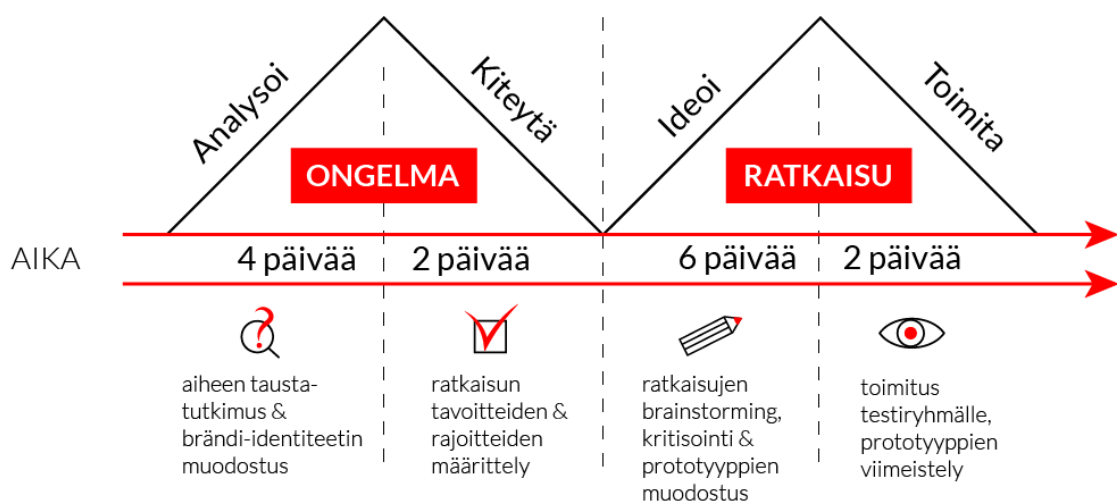 Analysoi
Kiteytä
Ideoi
Toimita
ONGELMA
RATKAISU
AIKA
4 päivää
2 päivää
6 päivää
2 päivää
aiheen tausta-
tutkimus &
brändi-identiteetin
muodostus
ratkaisun
tavoitteiden &
rajoitteiden
määrittely
ratkaisujen
brainstorming,
kritisointi &
prototyyppien
muodostus
toimitus
testiryhmälle,
prototyyppien
viimeistely